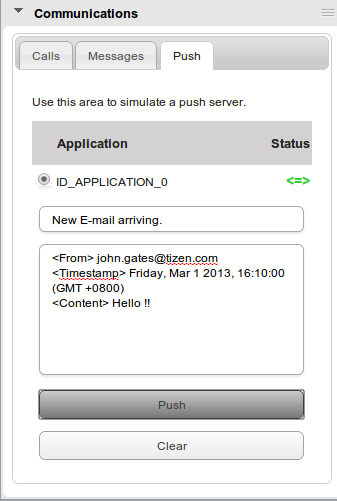 Communications
Calls Messages Push
Use this area to simulate a push server.
Application Status
ID_APPLICATION_0 <=>
New E-mail arriving.
<From> john.gates@tizen.com
<Timestamp> Friday, Mar 1 2013, 16:10:00
(GMT +0800)
<Content> Hello !!
Push
Clear